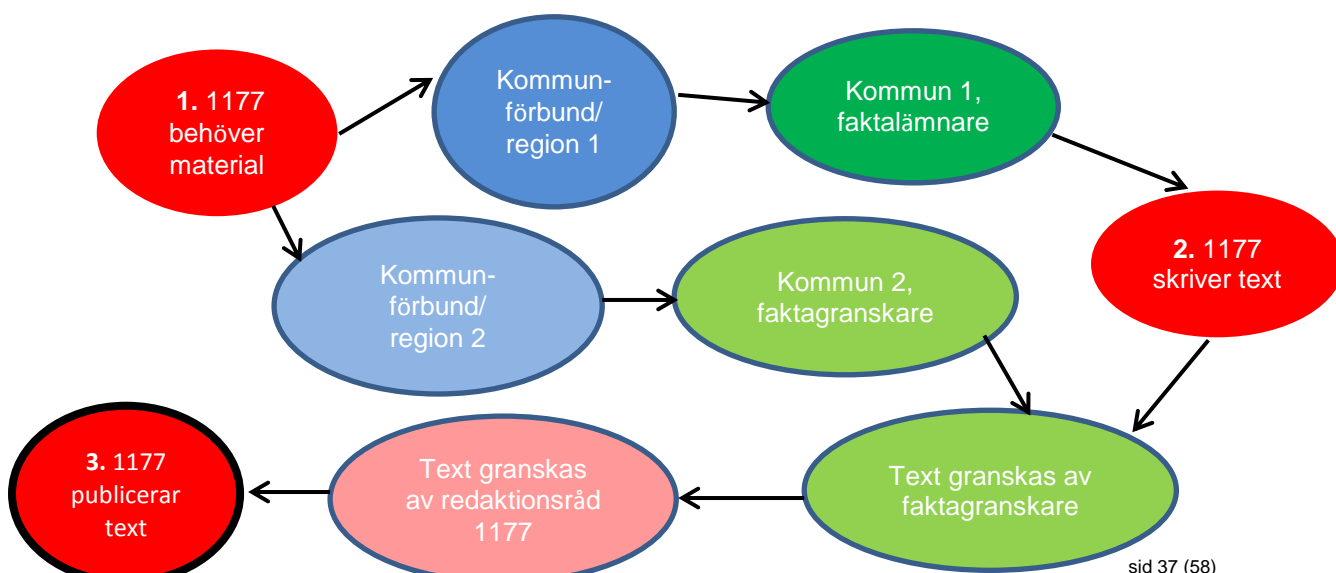 1. 1177
behöver
material
Kommun-
förbund/
region 1
Kommun 1,
faktalämnare
2. 1177
skriver text
Kommun-
förbund/
region 2
Kommun 2,
faktagranskare
Text granskas av
faktagranskare
Text granskas
av redaktionsråd
1177
3. 1177
publicerar
text
sid 37 (58)